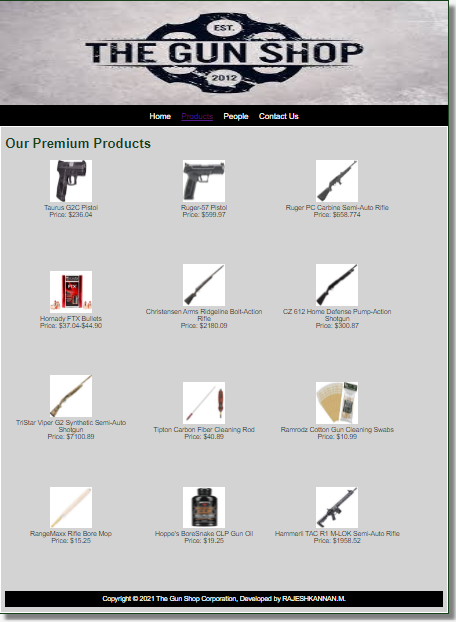 EST.
THE GUN SHOP
2012
Home Products People Contact Us
Our Premium Products
Taurus G2C Pistol
Price: $236.04
Ruger-57 Pistol
Price: $599.97
Ruger PC Carbine Semi-Auto Rifle
Price: $658.774
Hornady FTX Bullets
Price: $37.04-$44.90
Christensen Arms Ridgeline Bolt-Action
Rifle
Price: $2180.09
CZ 612 Home Defense Pump-Action
Shotgun
Price: $300.87
TriStar Viper G2 Synthetic Semi-Auto
Shotgun
Price: $7100.89
Tipton Carbon Fiber Cleaning Rod
Price: $40.89
Ramrodz Cotton Gun Cleaning Swabs
Price: $10.99
RangeMaxx Rifle Bore Mop
Price: $15.25
Hoppe's BoreSnake CLP Gun Oil
Price: $19.25
Hammerli TAC R1 M-LOK Semi-Auto Rifle
Price: $1958.52
Copyright © 2021 The Gun Shop Corporation, Developed by RAJESHKANNAN.M.